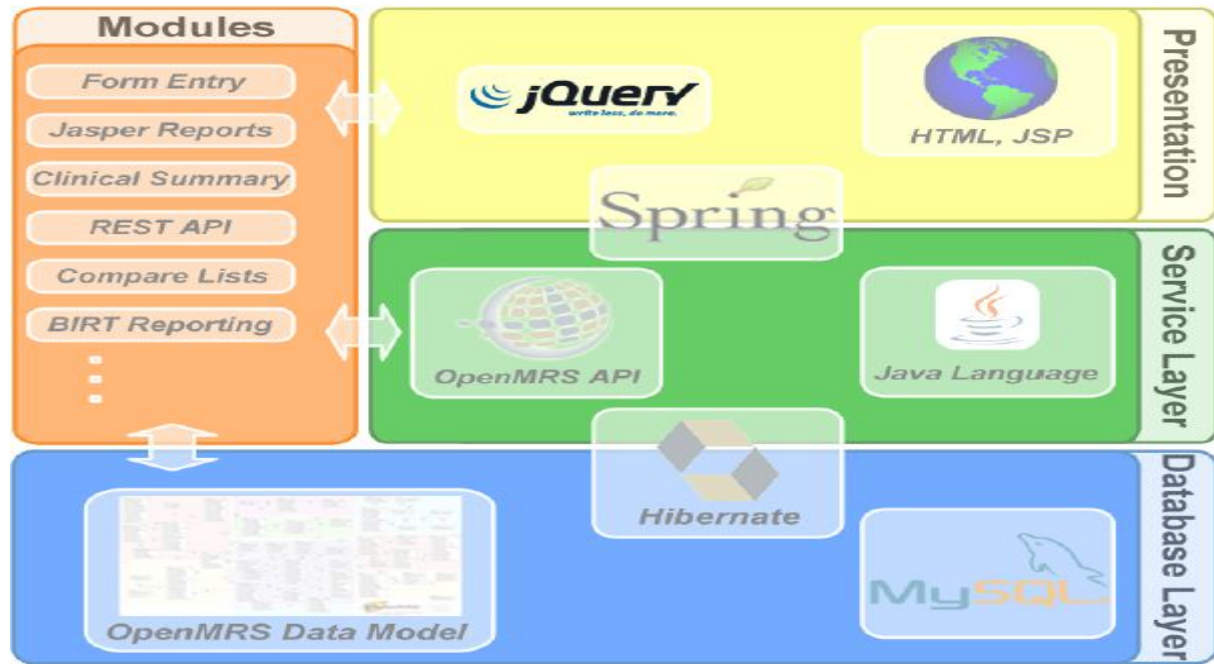 Modules
Form Entry
Jasper Reports
Clinical Summary
REST API
Compare Lists
BIRT Reporting
jQuery
write less, do more.
HTML, JSP
Presentation
Spring
OpenMRS API
Java Language
Service Layer
Hibernate
OpenMRS Data Model
MySQL
Database Layer